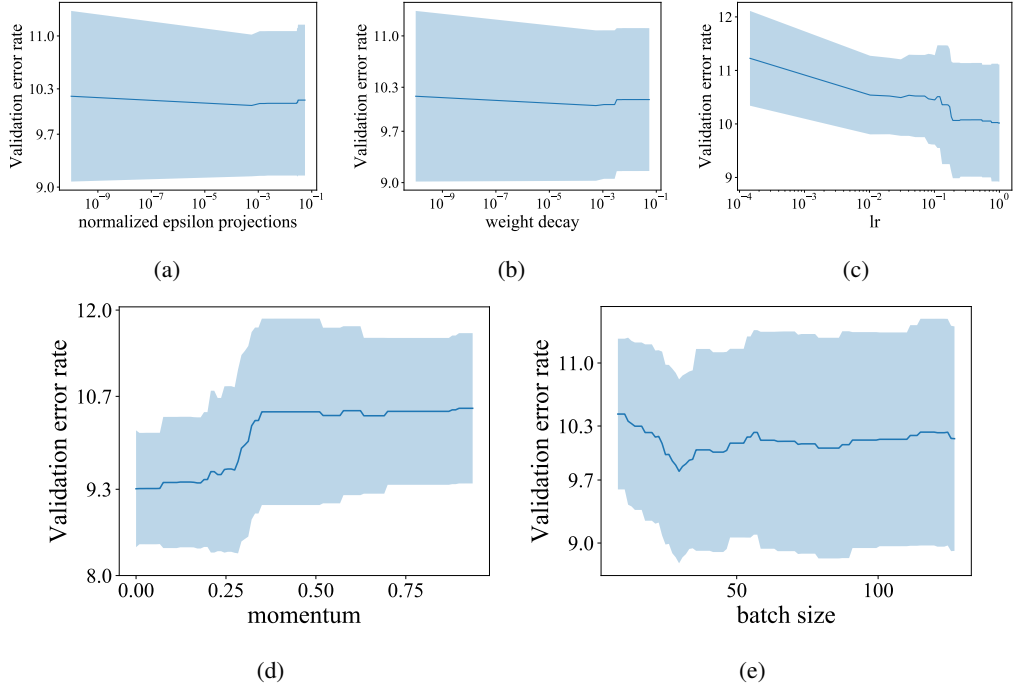 Validation error rate
11.0
10.3
9.7
9.0
10⁻⁹ 10⁻⁷ 10⁻⁵ 10⁻³ 10⁻¹
normalized epsilon projections
(a)
Validation error rate
11.0
10.3
9.7
9.0
10⁻⁹ 10⁻⁷ 10⁻⁵ 10⁻³ 10⁻¹
weight decay
(b)
Validation error rate
12
11
10
9
10⁻⁴ 10⁻³ 10⁻² 10⁻¹ 10⁰
lr
(c)
Validation error rate
12.0
10.7
9.3
8.0
0.00 0.25 0.50 0.75
momentum
(d)
Validation error rate
11.0
10.3
9.7
9.0
50 100
batch size
(e)